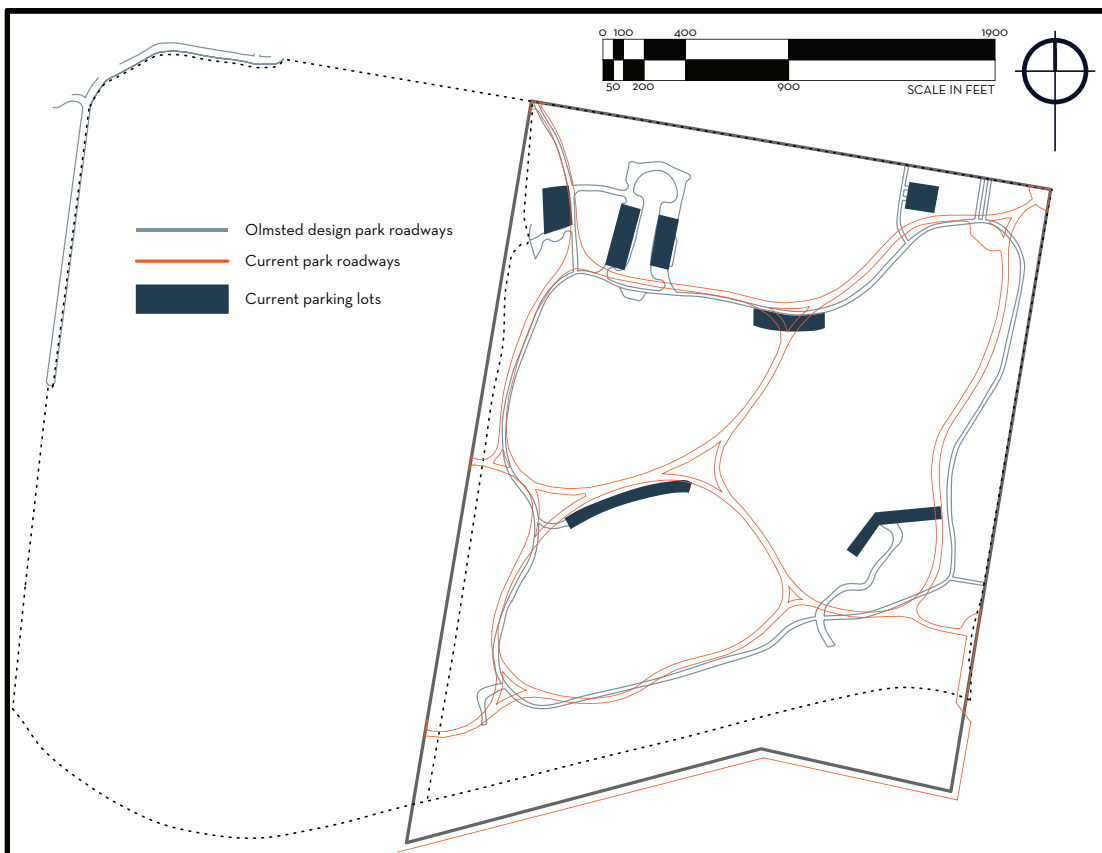 0 100 400 1900
50 200 900 SCALE IN FEET
Olmsted design park roadways
Current park roadways
Current parking lots